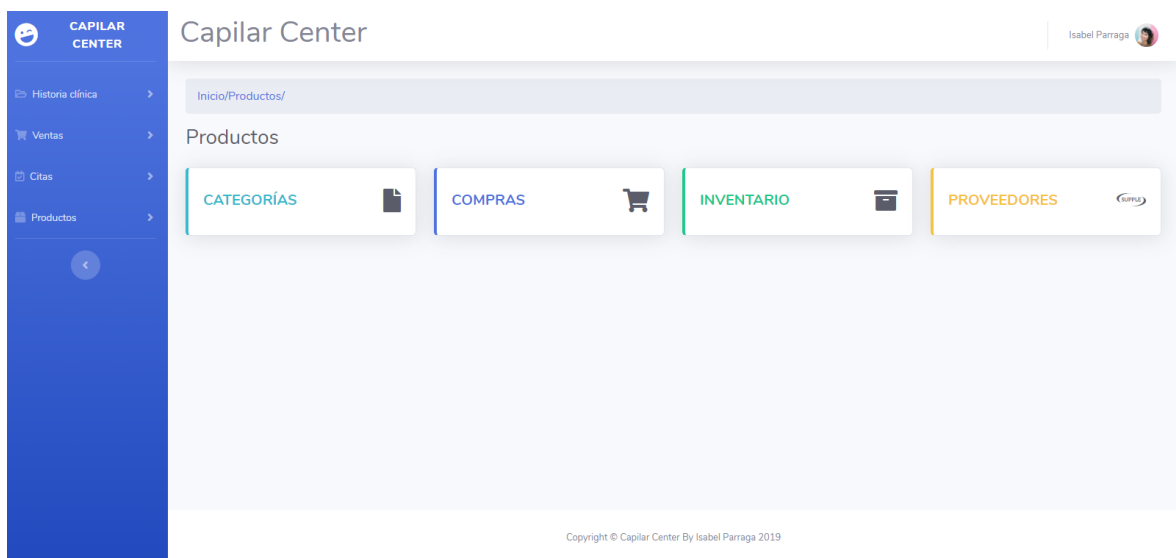 CAPILAR
CENTER
Capilar Center
Isabel Parraga
Historia clínica
Ventas
Citas
Productos
Inicio/Productos/
Productos
CATEGORÍAS
COMPRAS
INVENTARIO
PROVEEDORES
SUPPLE
Copyright © Capilar Center By Isabel Parraga 2019